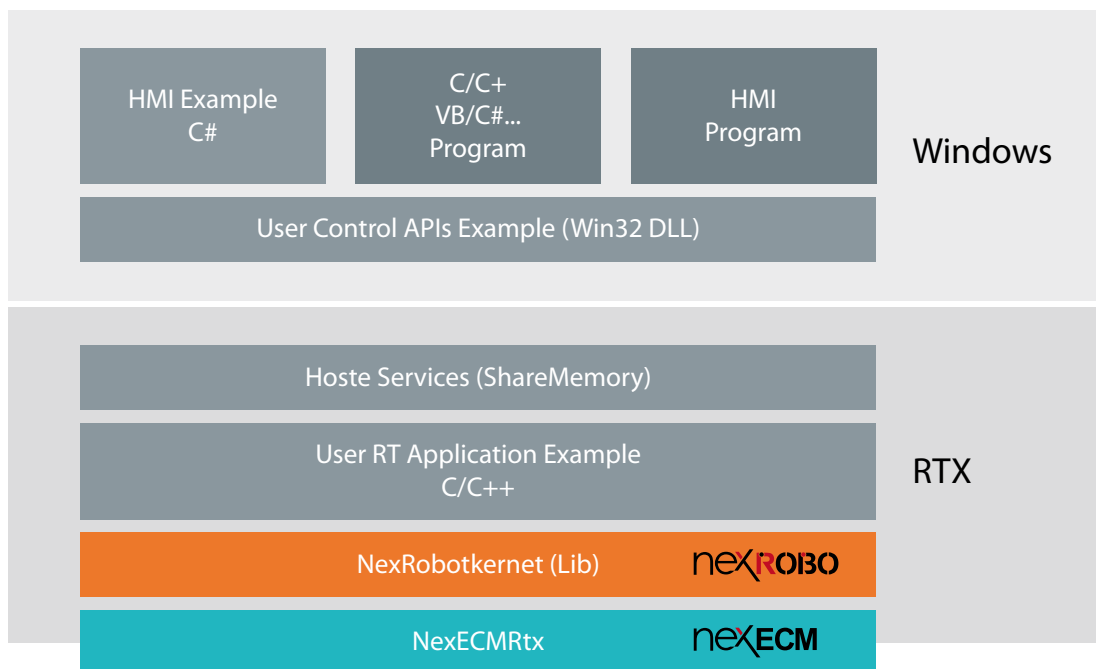 HMI Example
C#
C/C+
VB/C#...
Program
HMI
Program
Windows
User Control APIs Example (Win32 DLL)
Hoste Services (ShareMemory)
User RT Application Example
C/C++
RTX
NexRobotkernet (Lib)
nexROBO
NexECMRtx
nexECM